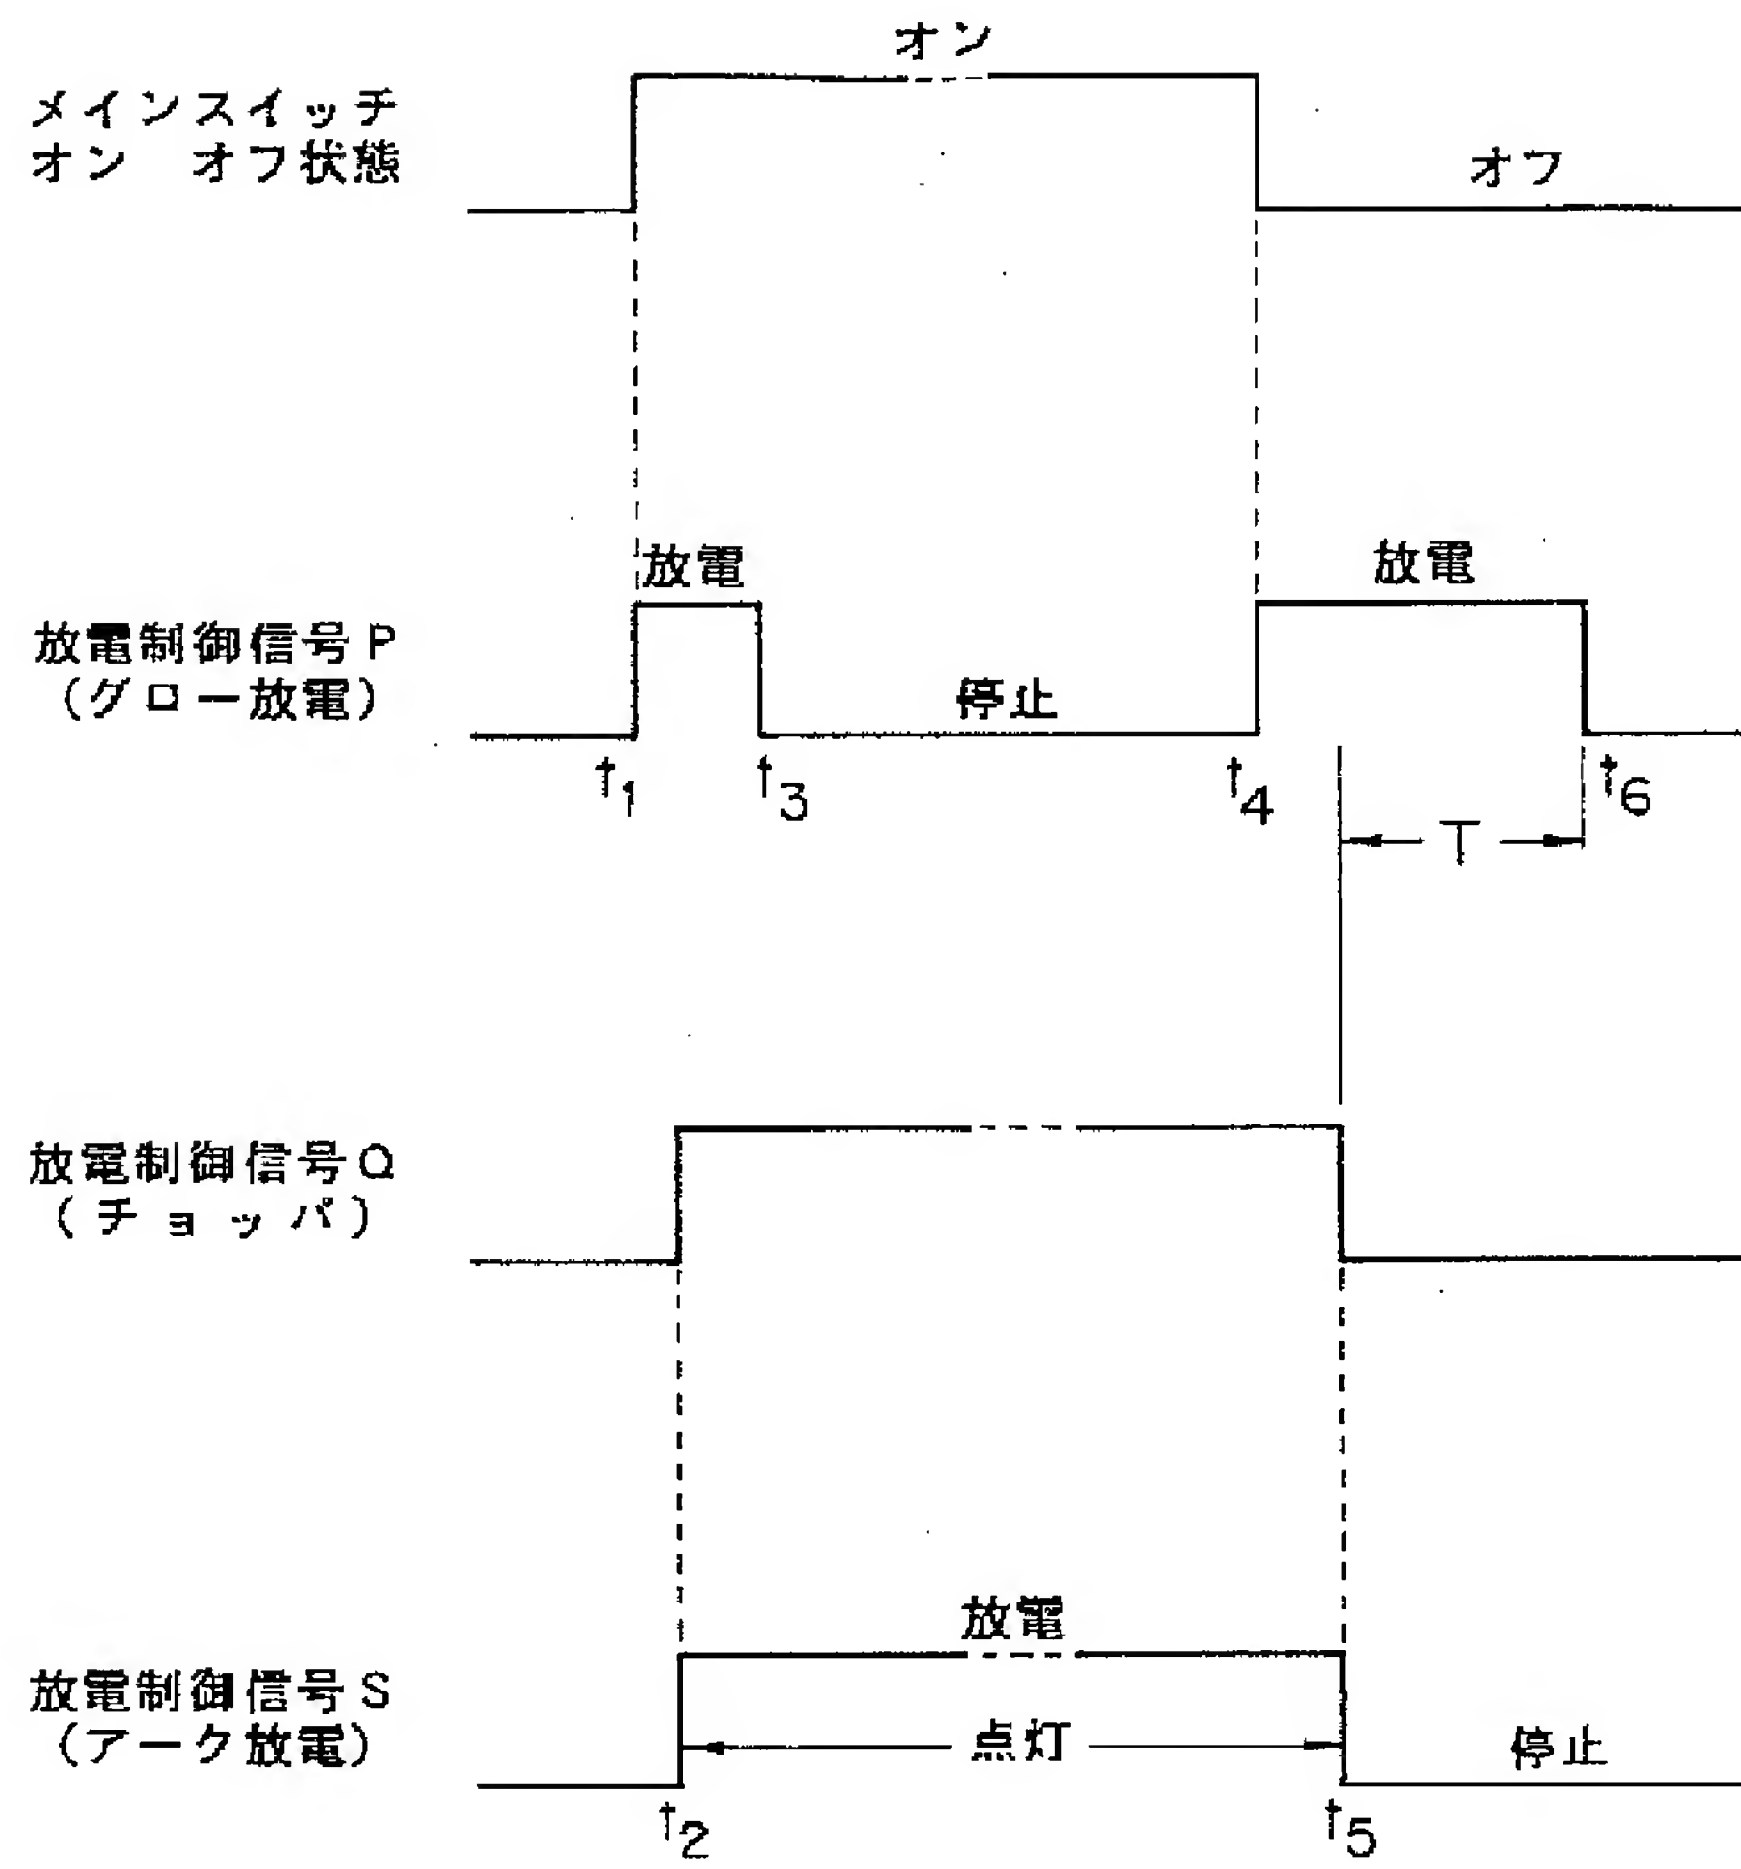 オン
メインスイッチ
オン オフ状態
オフ
放電
放電
放電制御信号P
(グロー放電)
停止
t1
t3
t4
t6
T
放電制御信号Q
(チョッパ)
放電
放電制御信号S
(アーク放電)
点灯
停止
t2
t5